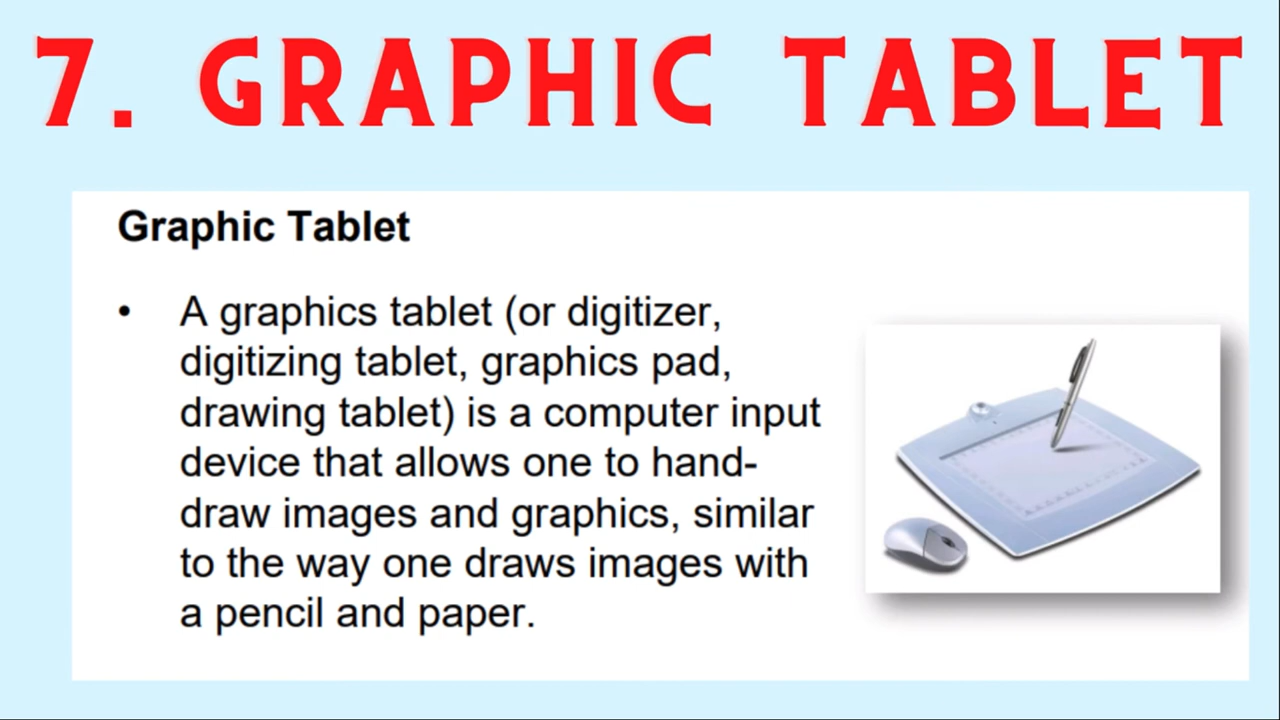 7. GRAPHIC TABLET
Graphic Tablet
• A graphics tablet (or digitizer,
digitizing tablet, graphics pad,
drawing tablet) is a computer input
device that allows one to hand-
draw images and graphics, similar
to the way one draws images with
a pencil and paper.